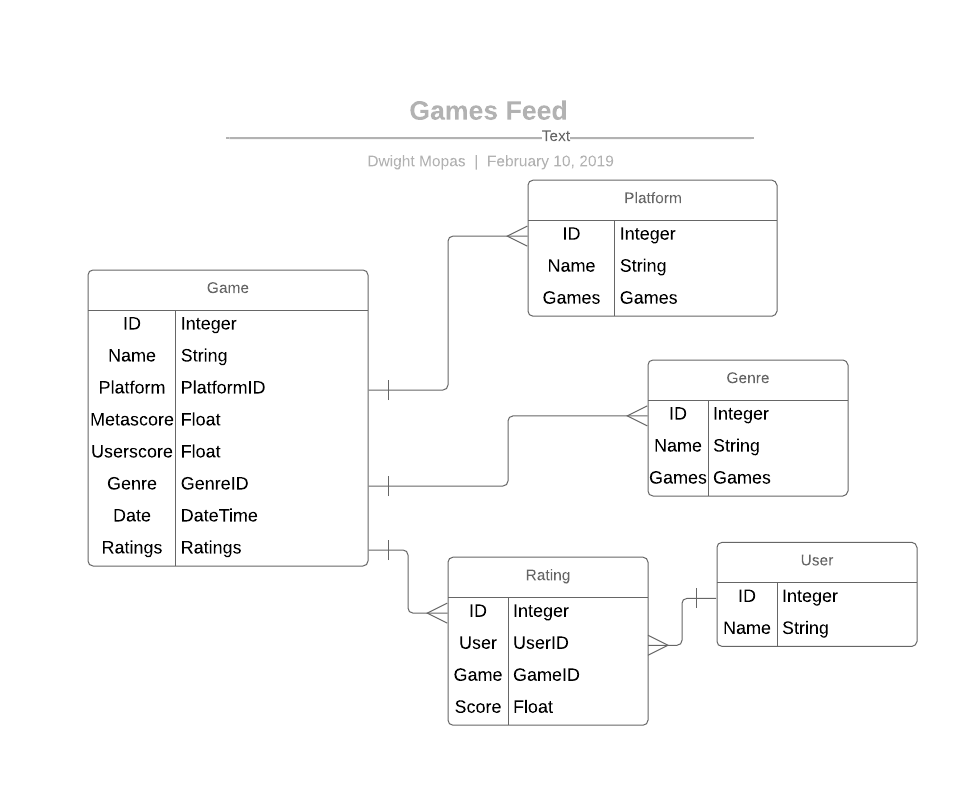 Games Feed
Text
Dwight Mopas | February 10, 2019
Platform
ID Integer
Name String
Games Games
Game
ID Integer
Name String
Platform PlatformID
Metascore Float
Userscore Float
Genre GenreID
Date DateTime
Ratings Ratings
Genre
ID Integer
Name String
Games Games
Rating
ID Integer
User UserID
Game GameID
Score Float
User
ID Integer
Name String